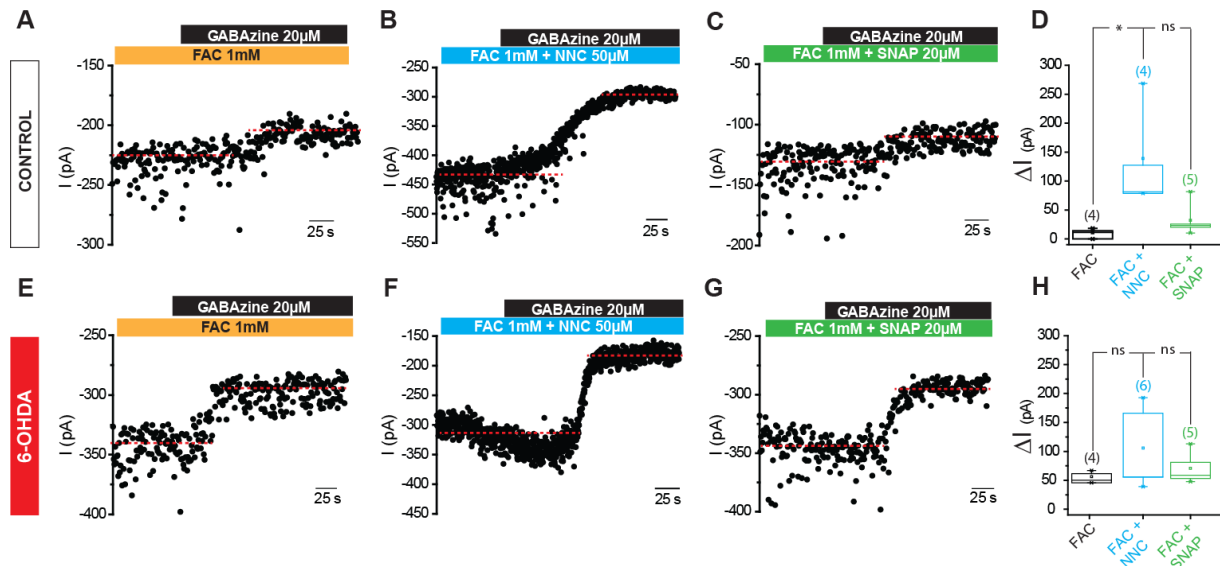 A
GABAzine 20µM
FAC 1mM
CONTROL
I (pA)
-150
-200
-250
-300
25 s
B
GABAzine 20µM
FAC 1mM + NNC 50µM
I (pA)
-250
-300
-350
-400
-450
-500
-550
25 s
C
GABAzine 20µM
FAC 1mM + SNAP 20µM
I (pA)
-50
-100
-150
-200
25 s
D
* ns
ΔI (pA)
300
250
200
150
100
50
0
(4)
(4)
(5)
FAC
FAC +
NNC
FAC +
SNAP
E
GABAzine 20µM
FAC 1mM
6-OHDA
I (pA)
-250
-300
-350
-400
25 s
F
GABAzine 20µM
FAC 1mM + NNC 50µM
I (pA)
-150
-200
-250
-300
-350
-400
-450
25 s
G
GABAzine 20µM
FAC 1mM + SNAP 20µM
I (pA)
-250
-300
-350
-400
25 s
H
ns ns
ΔI (pA)
300
250
200
150
100
50
0
(4)
(6)
(5)
FAC
FAC +
NNC
FAC +
SNAP